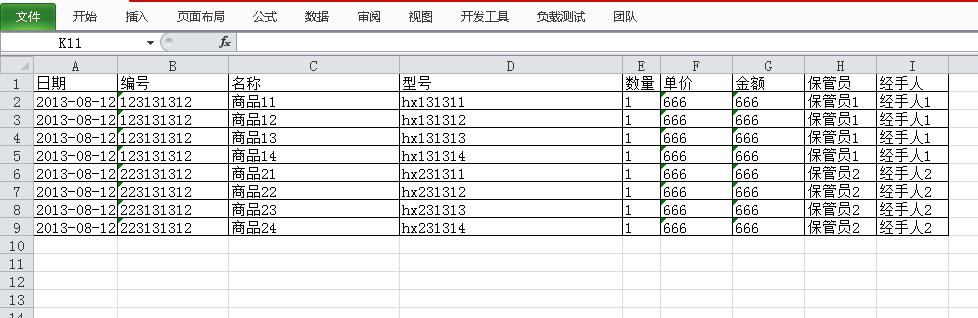 文件 开始 插入 页面布局 公式 数据 审阅 视图 开发工具 负载测试 团队
K11 fx
A B C D E F G H I
1 日期 编号 名称 型号 数量 单价 金额 保管员 经手人
2 2013-08-12 123131312 商品11 hx131311 1 666 666 保管员1 经手人1
3 2013-08-12 123131312 商品12 hx131312 1 666 666 保管员1 经手人1
4 2013-08-12 123131312 商品13 hx131313 1 666 666 保管员1 经手人1
5 2013-08-12 123131312 商品14 hx131314 1 666 666 保管员1 经手人1
6 2013-08-12 223131312 商品21 hx231311 1 666 666 保管员2 经手人2
7 2013-08-12 223131312 商品22 hx231312 1 666 666 保管员2 经手人2
8 2013-08-12 223131312 商品23 hx231313 1 666 666 保管员2 经手人2
9 2013-08-12 223131312 商品24 hx231314 1 666 666 保管员2 经手人2
10
11
12
13
14